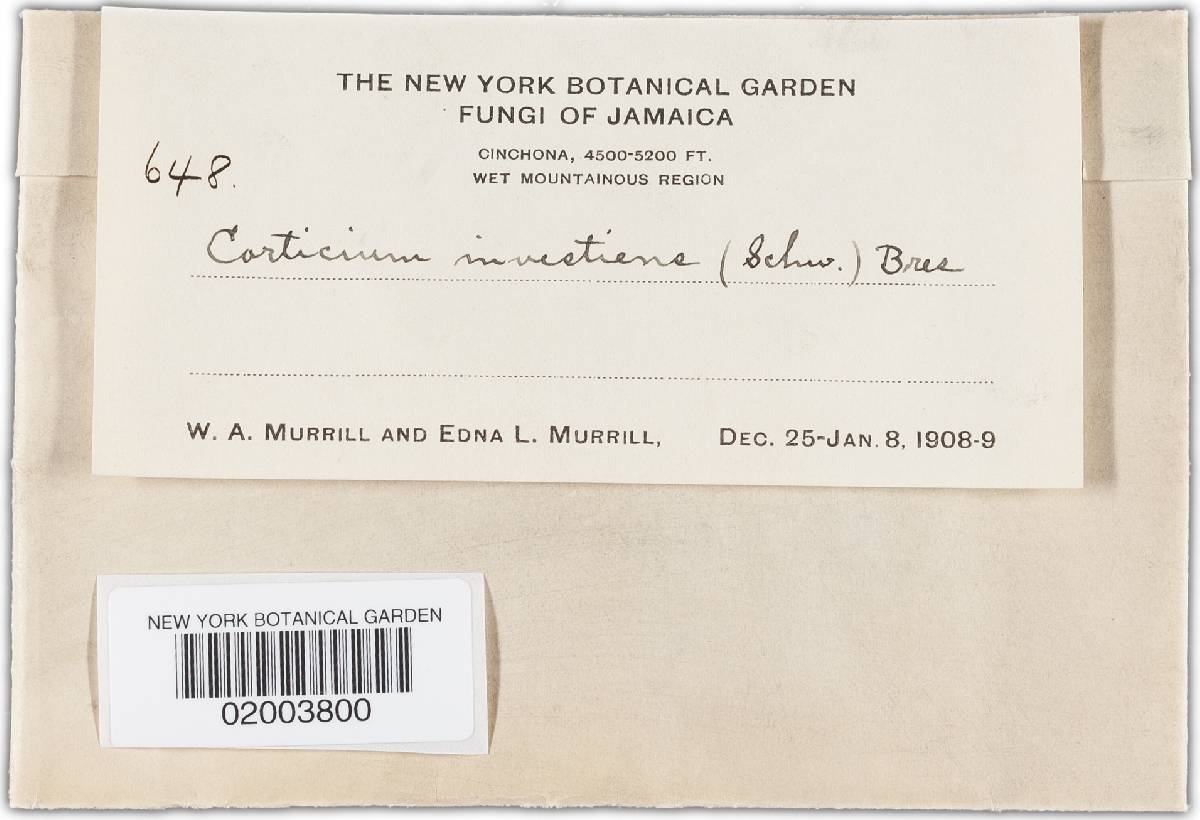 THE NEW YORK BOTANICAL GARDEN
FUNGI OF JAMAICA
CINCHONA, 4500-5200 FT.
WET MOUNTAINOUS REGION
648.
Corticium investiens (Schw.) Bres
W. A. MURRILL AND EDNA L. MURRILL, DEC. 25-JAN. 8, 1908-9
NEW YORK BOTANICAL GARDEN
02003800